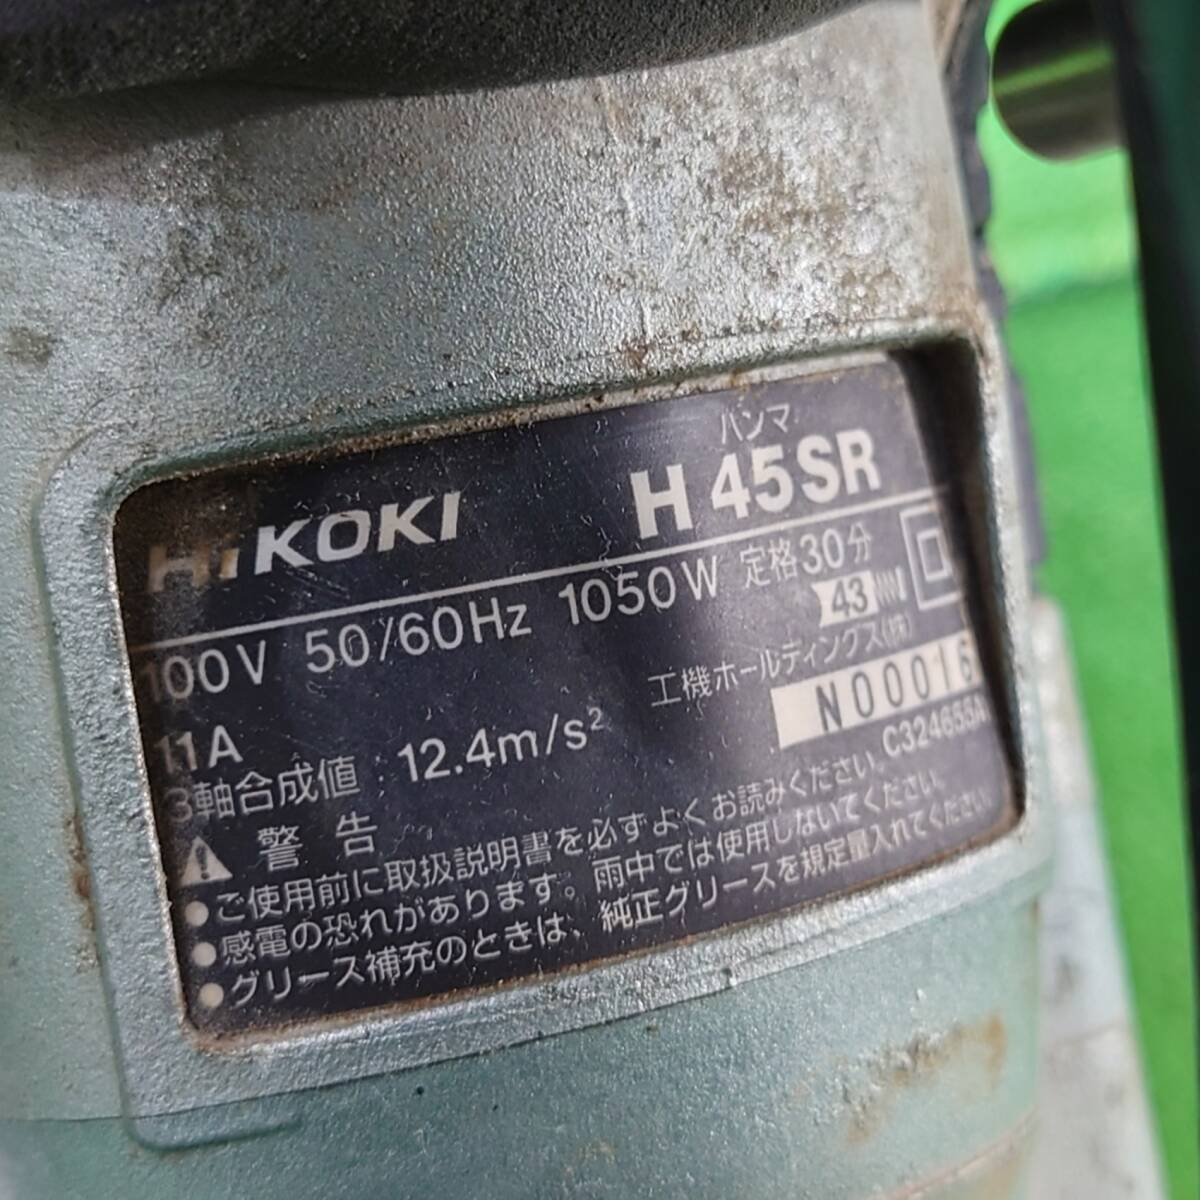 ハンマ
HiKOKI H 45SR
100V 50/60Hz 1050W 定格30分
11A 43
工機ホールディングス(株)
3軸合成値 12.4m/s² N00016
C324655A
警告
●ご使用前に取扱説明書を必ずよくお読みください。
●感電の恐れがあります。雨中では使用しないでください。
●グリース補充のときは、純正グリースを規定量入れてください